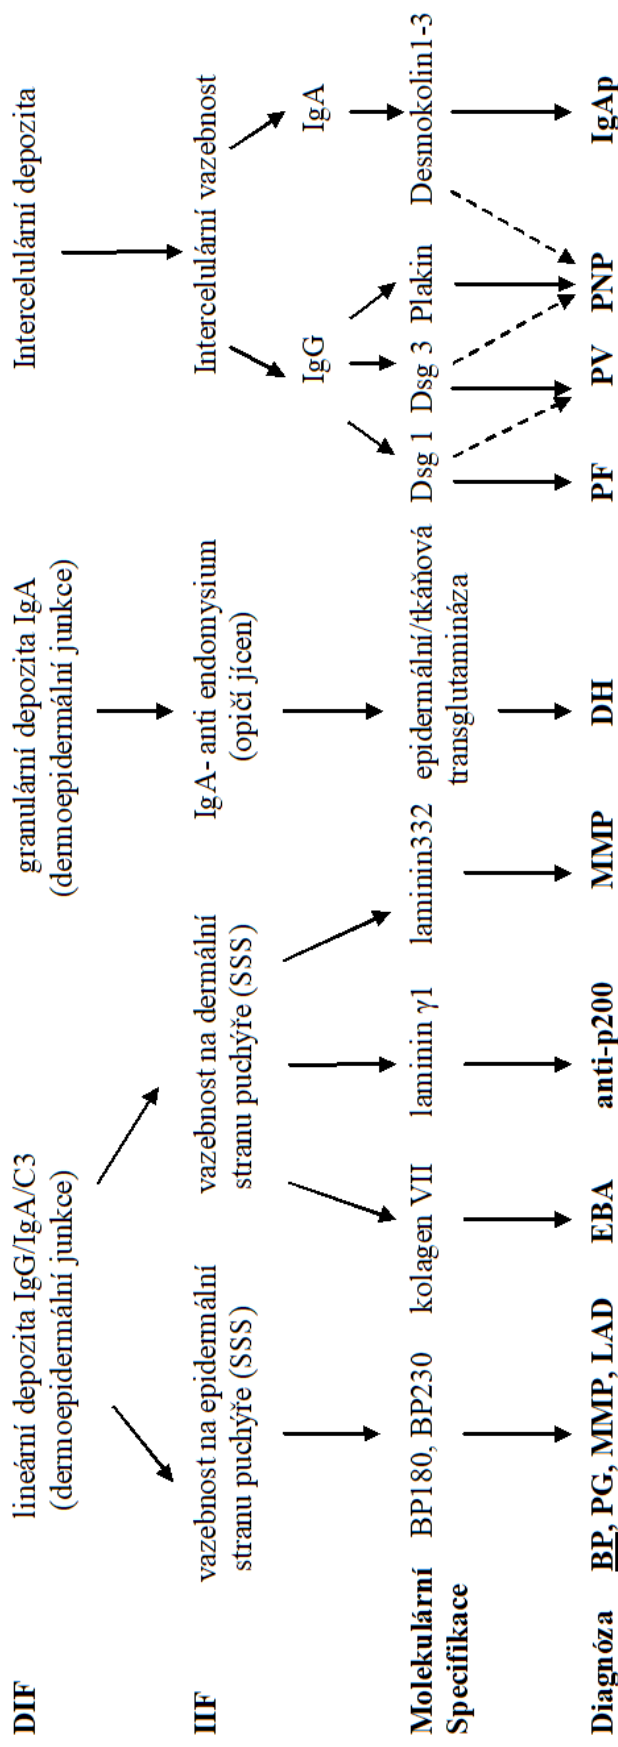 DIF
lineární depozita IgG/IgA/C3
(dermoepidermální junkce)
granulární depozita IgA
(dermoepidermální junkce)
Intercelulární depozita
IIF
vazebnost na epidermální
stranu puchýře (SSS)
vazebnost na dermální
stranu puchýře (SSS)
IgA- anti endomysium
(opičí jícen)
Intercelulární vazebnost
IgG
IgA
Molekulární
Specifikace
BP180, BP230
kolagen VII
laminin γ1
laminin332
epidermální/tkáňová
transglutamináza
Dsg 1
Dsg 3
Plakin
Desmokolin1-3
Diagnóza
BP, PG, MMP, LAD
EBA
anti-p200
MMP
DH
PF
PV
PNP
IgAp